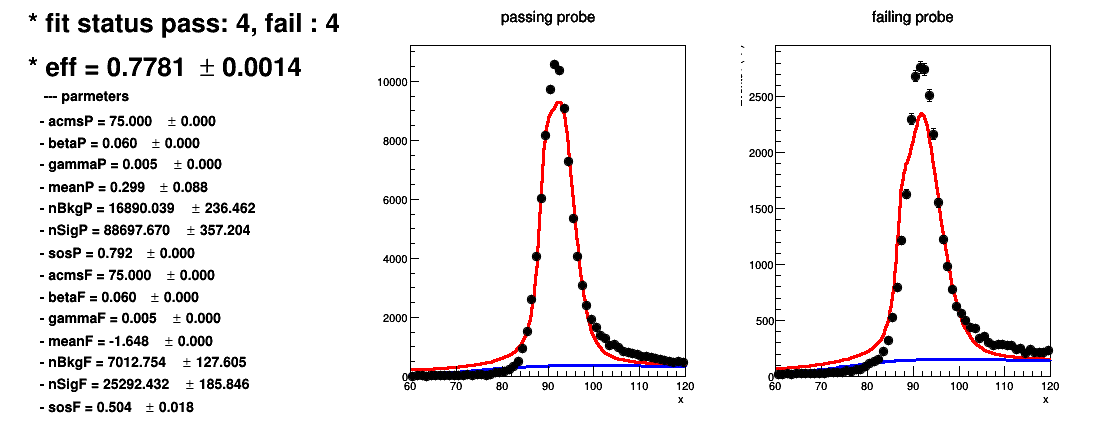 * fit status pass: 4, fail : 4
* eff = 0.7781 ± 0.0014
--- parmeters
- acmsP = 75.000 ± 0.000
- betaP = 0.060 ± 0.000
- gammaP = 0.005 ± 0.000
- meanP = 0.299 ± 0.088
- nBkgP = 16890.039 ± 236.462
- nSigP = 88697.670 ± 357.204
- sosP = 0.792 ± 0.000
- acmsF = 75.000 ± 0.000
- betaF = 0.060 ± 0.000
- gammaF = 0.005 ± 0.000
- meanF = -1.648 ± 0.000
- nBkgF = 7012.754 ± 127.605
- nSigF = 25292.432 ± 185.846
- sosF = 0.504 ± 0.018
passing probe
10000
8000
6000
4000
2000
0
60 70 80 90 100 110 120
x
failing probe
2500
2000
1500
1000
500
0
60 70 80 90 100 110 120
x